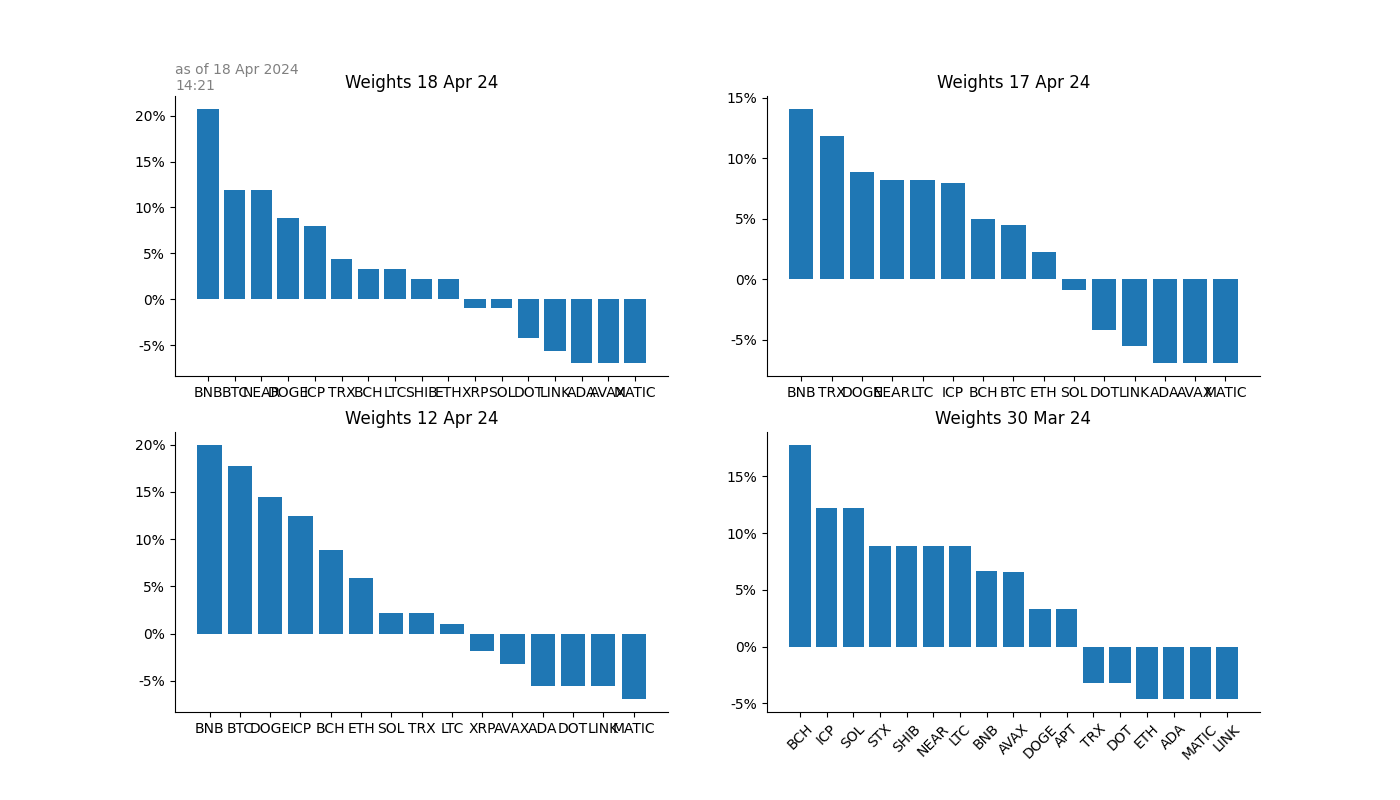 as of 18 Apr 2024
14:21
Weights 18 Apr 24
20%
15%
10%
5%
0%
-5%
BNB BTC NEAR DOGE ICP TRX BCH LTC SHIB ETH XRP SOL DOT LINK ADA AVAX MATIC
Weights 17 Apr 24
15%
10%
5%
0%
-5%
BNB TRX DOGE NEAR LTC ICP BCH BTC ETH SOL DOT LINK ADA AVAX MATIC
Weights 12 Apr 24
20%
15%
10%
5%
0%
-5%
BNB BTC DOGE ICP BCH ETH SOL TRX LTC XRP AVAX ADA DOT LINK MATIC
Weights 30 Mar 24
15%
10%
5%
0%
-5%
BCH ICP SOL STX SHIB NEAR LTC BNB AVAX DOGE APT TRX DOT ETH ADA MATIC LINK